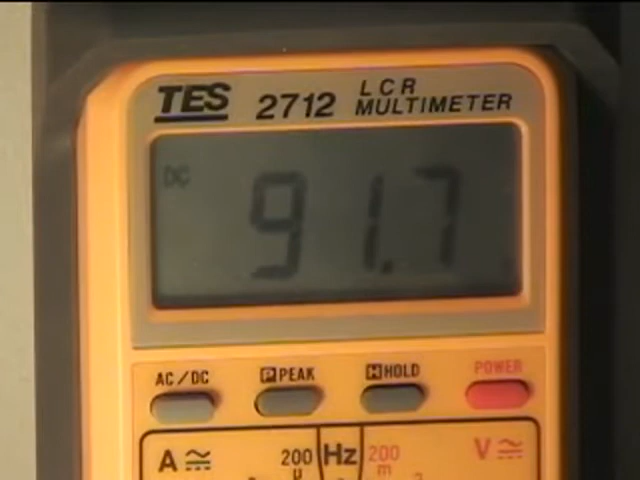 TES 2712 LCR
MULTIMETER
DC
91.7
AC/DC P PEAK H HOLD POWER
A 200 Hz 200 V
μ m